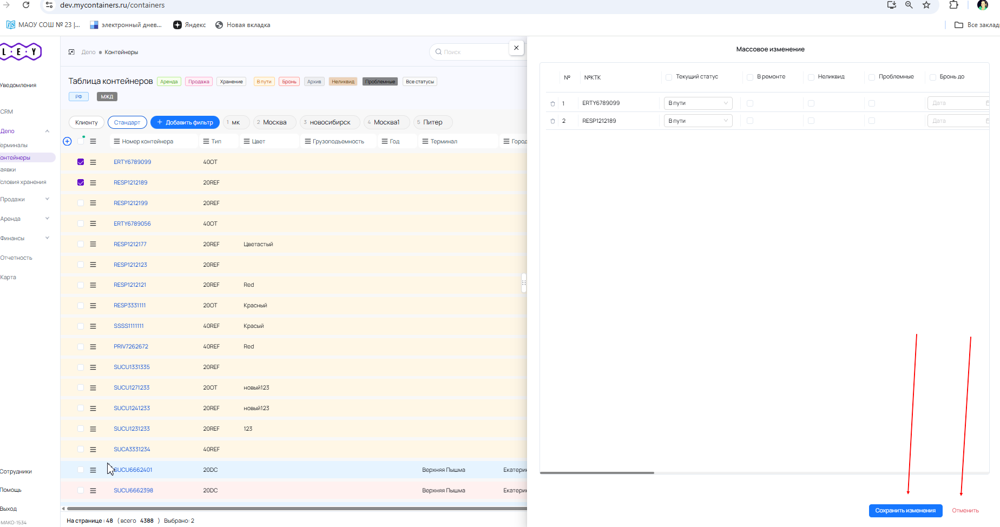 dev.mycontainers.ru/containers
МАОУ СОШ № 23 |...
электронный днев...
Яндекс
Новая вкладка
Все заклад
L·E·Y
Уведомления
CRM
Депо
ерминалы
онтейнеры
аявки
словия хранения
Продажи
Аренда
Финансы
Отчетность
Карта
Сотрудники
Помощь
Выход
-МАКО-1534
Депо
Контейнеры
Поиск
Таблица контейнеров
Аренда Продажа Хранение В пути Бронь Архив Неликвид Проблемные Все статусы
РФ МЖД
Клиенту Стандарт + Добавить фильтр 1 мк 2 Москва 3 новосибирск 4 Москва1 5 Питер
Номер контейнера Тип Цвет Грузоподъемность Год Терминал Город
ERTY6789099 40OT
RESP1212189 20REF
RESP1212199 20REF
ERTY6789056 40OT
RESP1212177 20REF Цветастый
RESP1212123 20REF
RESP1212121 20REF Red
RESP3331111 20OT Красный
SSSS1111111 40REF Красый
PRIV7262672 40REF Red
SUCU1331335 20REF
SUCU1271233 20OT новый123
SUCU1241233 20REF новый123
SUCU1231233 20REF 123
SUCA3331234 40REF
SUCU6662401 20DC Верхняя Пышма Екатери
SUCU6662398 20DC Верхняя Пышма Екатери
На странице : 48 ( всего 4388 ) Выбрано: 2
Массовое изменение
№ №КТК Текущий статус В ремонте Неликвид Проблемные Бронь до
1 ERTY6789099 В пути Дата
2 RESP1212189 В пути Дата
Сохранить изменения Отменить